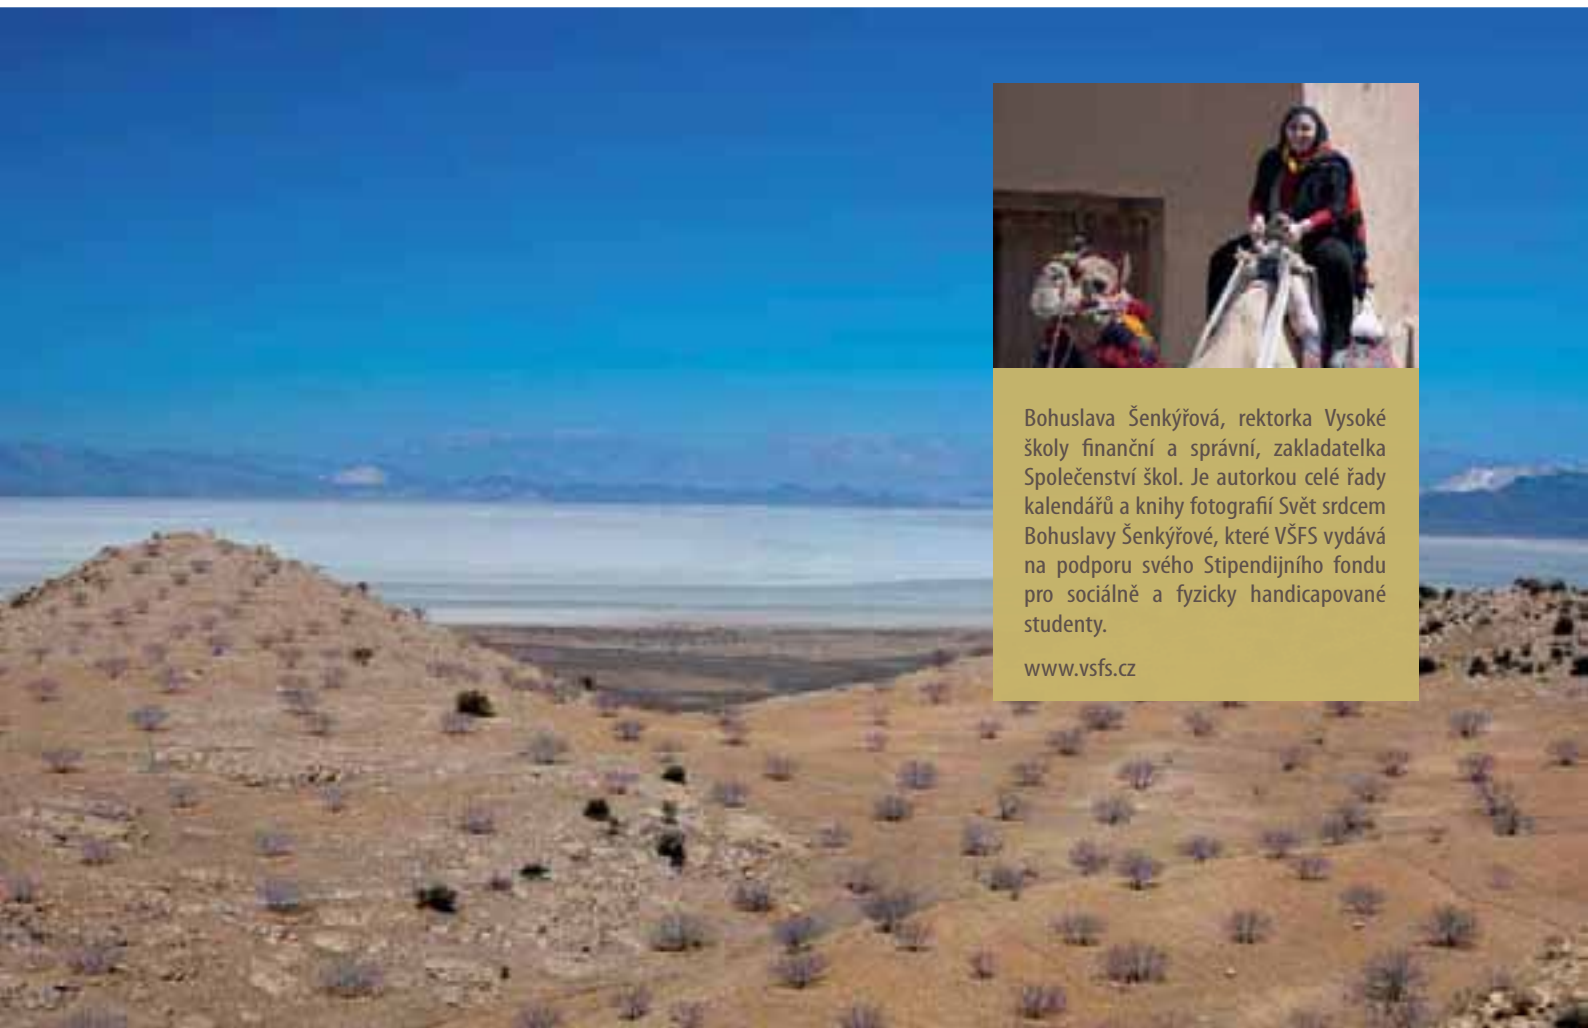 Bohuslava Šenkýřová, rektorka Vysoké
školy finanční a správní, zakladatelka
Společenství škol. Je autorkou celé řady
kalendářů a knihy fotografií Svět srdcem
Bohuslavy Šenkýřové, které VŠFS vydává
na podporu svého Stipendijního fondu
pro sociálně a fyzicky handicapované
studenty.
www.vsfs.cz